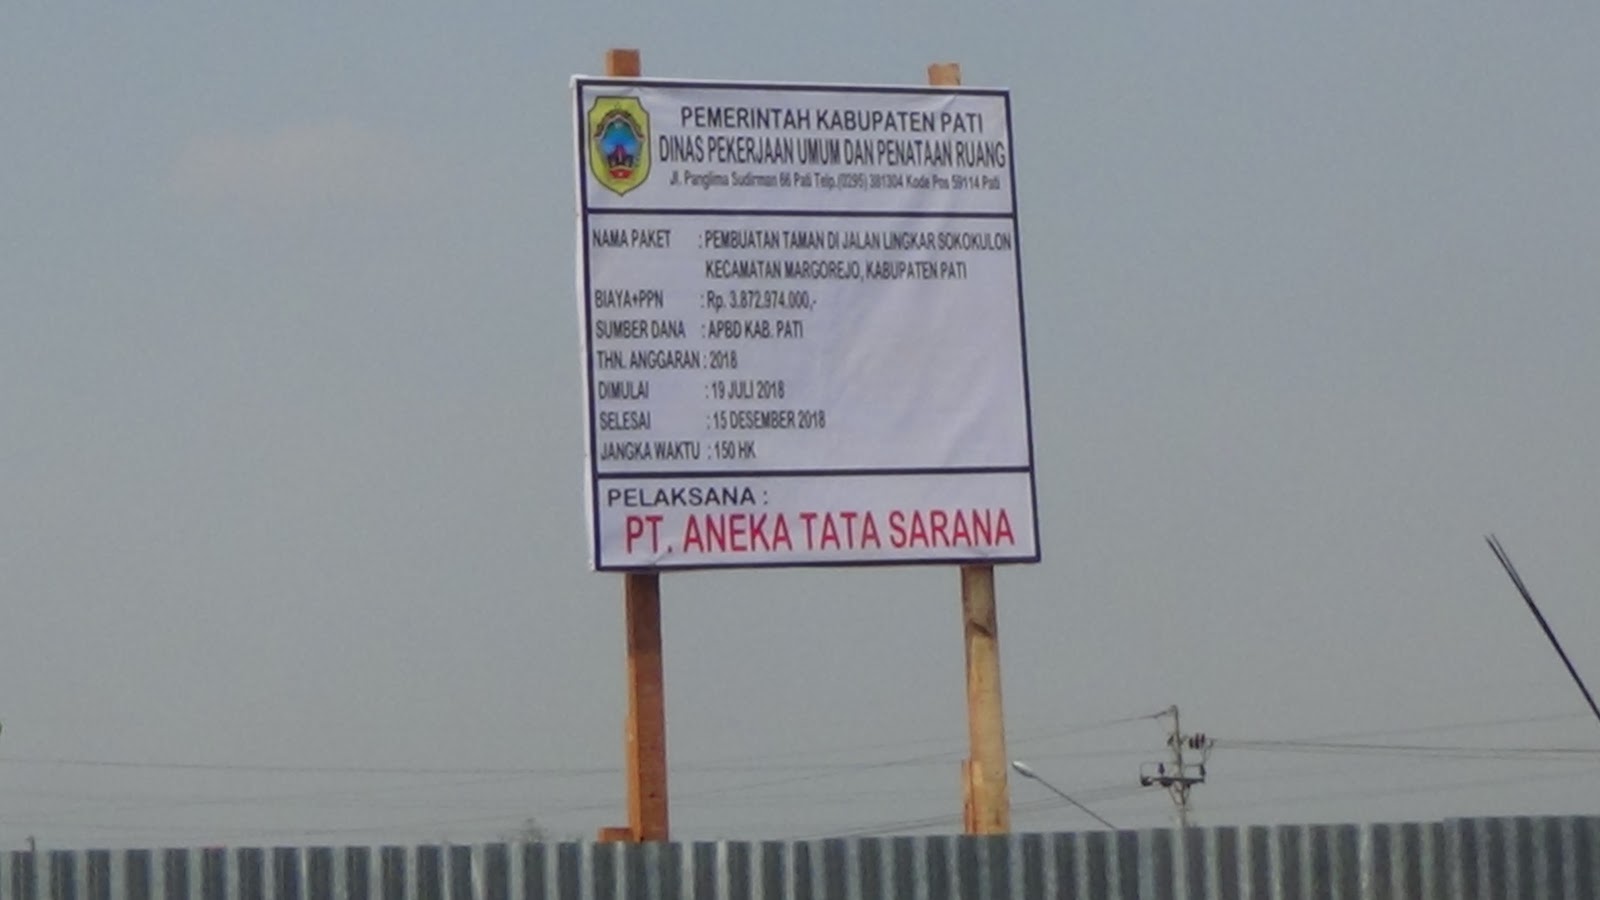 PEMERINTAH KABUPATEN PATI
DINAS PEKERJAAN UMUM DAN PENATAAN RUANG
Jl. Panglima Sudirman 66 Pati Telp.(0295) 381304 Kode Pos 59114 Pati
NAMA PAKET : PEMBUATAN TAMAN DI JALAN LINGKAR SOKOKULON
KECAMATAN MARGOREJO, KABUPATEN PATI
BIAYA+PPN : Rp. 3.872.974.000,-
SUMBER DANA : APBD KAB. PATI
THN. ANGGARAN : 2018
DIMULAI : 19 JULI 2018
SELESAI : 15 DESEMBER 2018
JANGKA WAKTU : 150 HK
PELAKSANA :
PT. ANEKA TATA SARANA